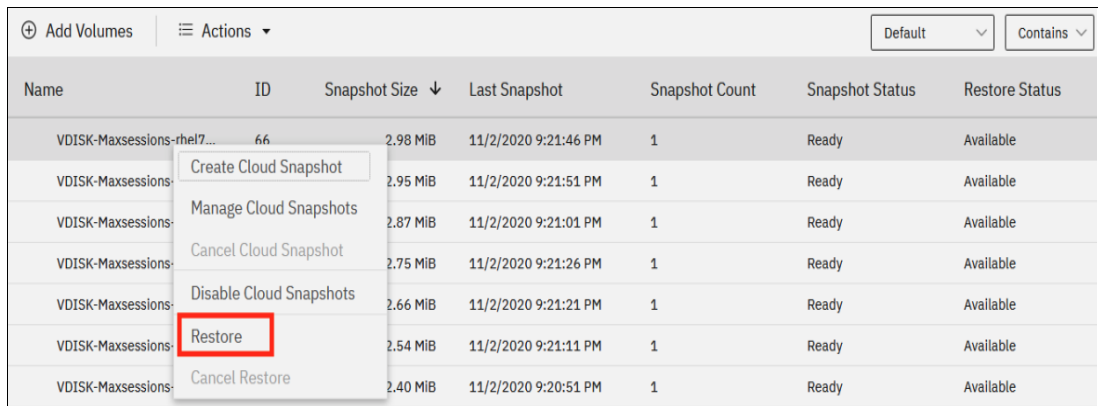 Add Volumes Actions Default Contains
Name ID Snapshot Size Last Snapshot Snapshot Count Snapshot Status Restore Status
VDISK-Maxsessions-rhel7... 66 2.98 MiB 11/2/2020 9:21:46 PM 1 Ready Available
Create Cloud Snapshot
VDISK-Maxsessions- 2.95 MiB 11/2/2020 9:21:51 PM 1 Ready Available
Manage Cloud Snapshots
VDISK-Maxsessions- 2.87 MiB 11/2/2020 9:21:01 PM 1 Ready Available
Cancel Cloud Snapshot
VDISK-Maxsessions- 2.75 MiB 11/2/2020 9:21:26 PM 1 Ready Available
Disable Cloud Snapshots
VDISK-Maxsessions- 2.66 MiB 11/2/2020 9:21:21 PM 1 Ready Available
Restore
VDISK-Maxsessions- 2.54 MiB 11/2/2020 9:21:11 PM 1 Ready Available
Cancel Restore
VDISK-Maxsessions- 2.40 MiB 11/2/2020 9:20:51 PM 1 Ready Available